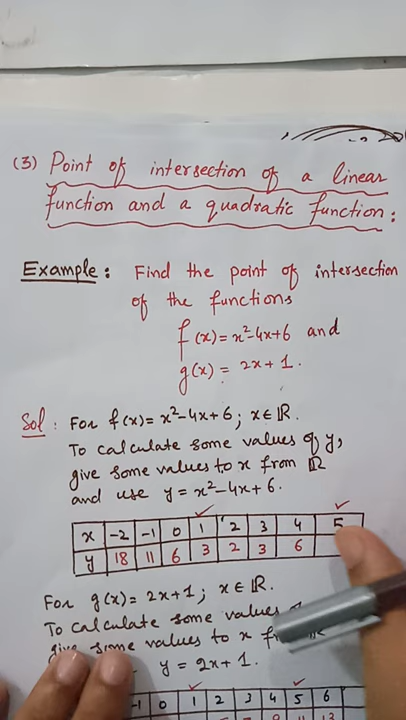 (3) Point of intersection of a linear
function and a quadratic function :
Example : Find the point of intersection
of the functions
f(x) = x²-4x+6 and
g(x) = 2x+1.
Sol : For f(x) = x²-4x+6 ; x∈ℝ.
To calculate some values of y,
give some values to x from ℝ
and use y = x²-4x+6.
x -2 -1 0 1 2 3 4 5
y 18 11 6 3 2 3 6
For g(x) = 2x+1 ; x∈ℝ.
To calculate some values
give some values to x
y = 2x+1.
-1 0 1 2 3 4 5 6